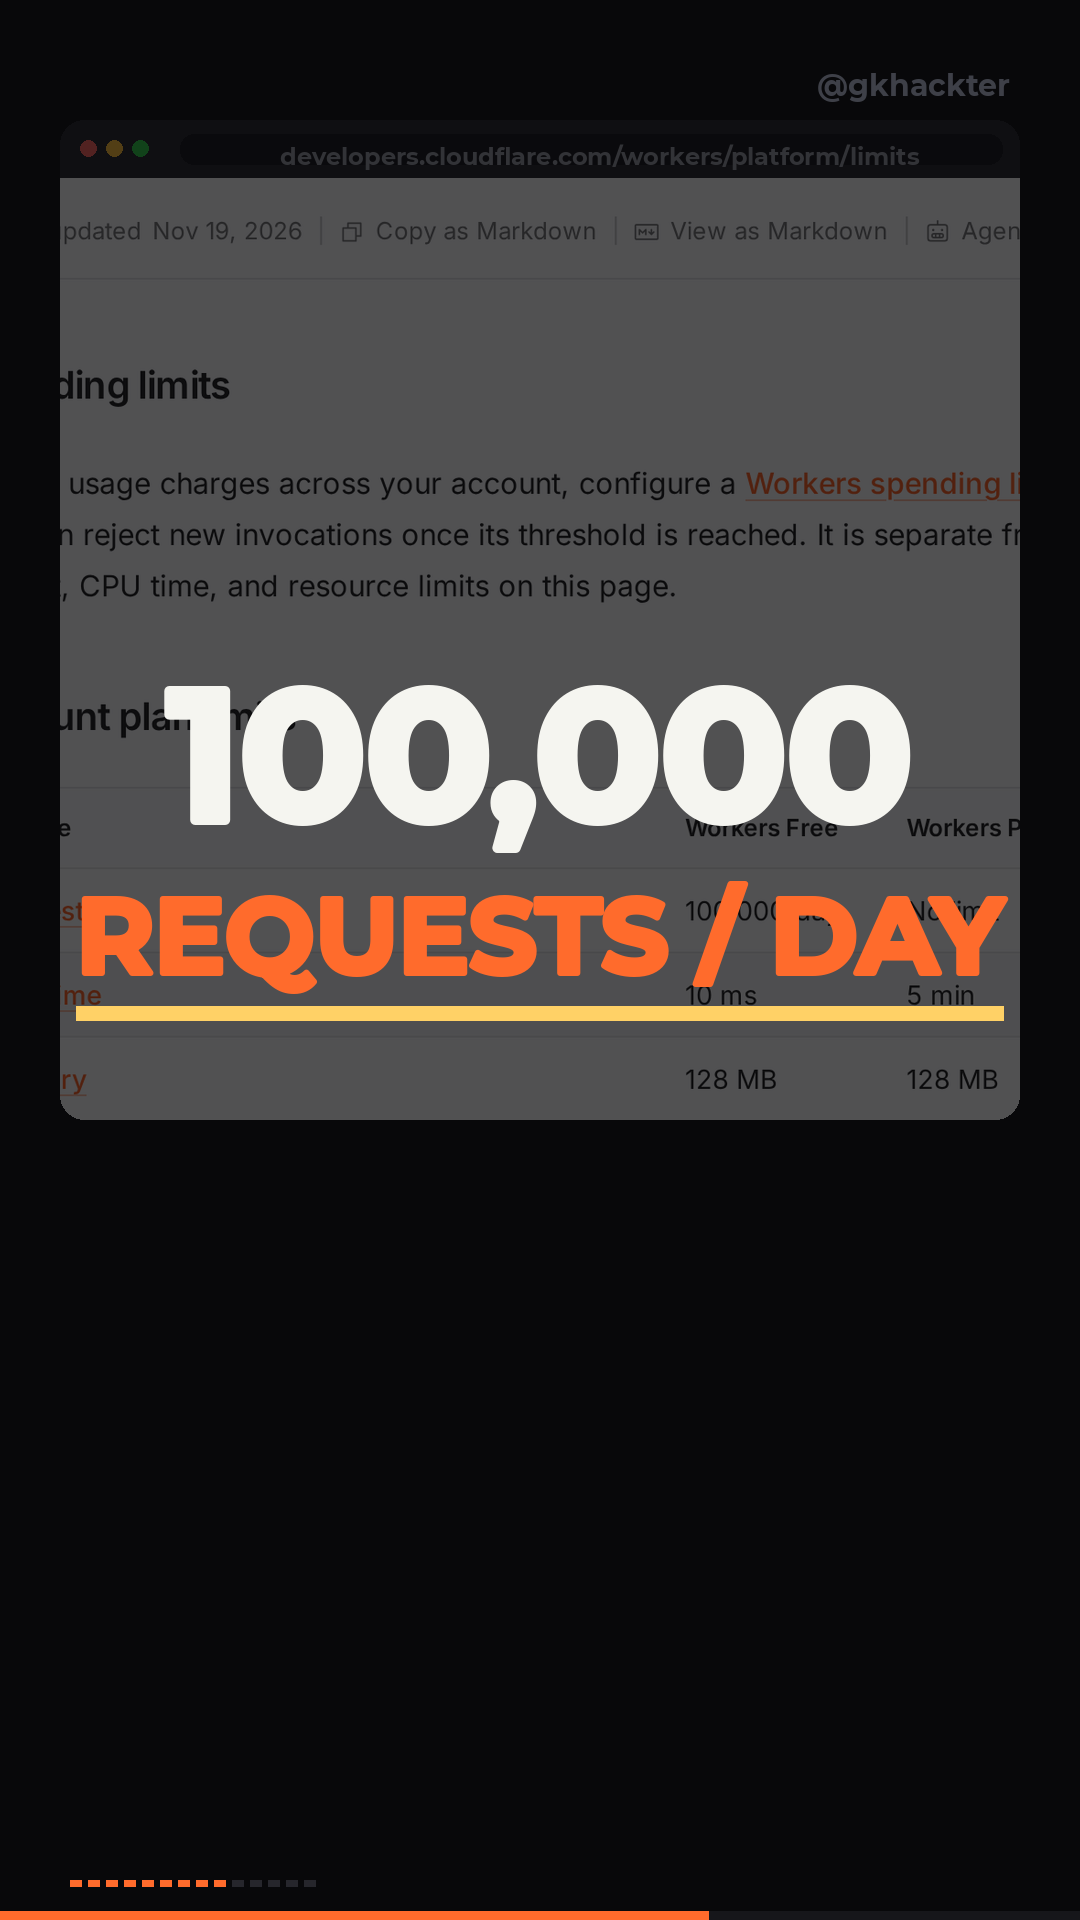 @gkhackter
developers.cloudflare.com/workers/platform/limits
pdated Nov 19, 2026
Copy as Markdown
View as Markdown
Agen
ding limits
usage charges across your account, configure a Workers spending li
n reject new invocations once its threshold is reached. It is separate fr
, CPU time, and resource limits on this page.
unt plan
100,000
e
Workers Free
Workers P
REQUESTS / DAY
me
10 ms
5 min
ry
128 MB
128 MB